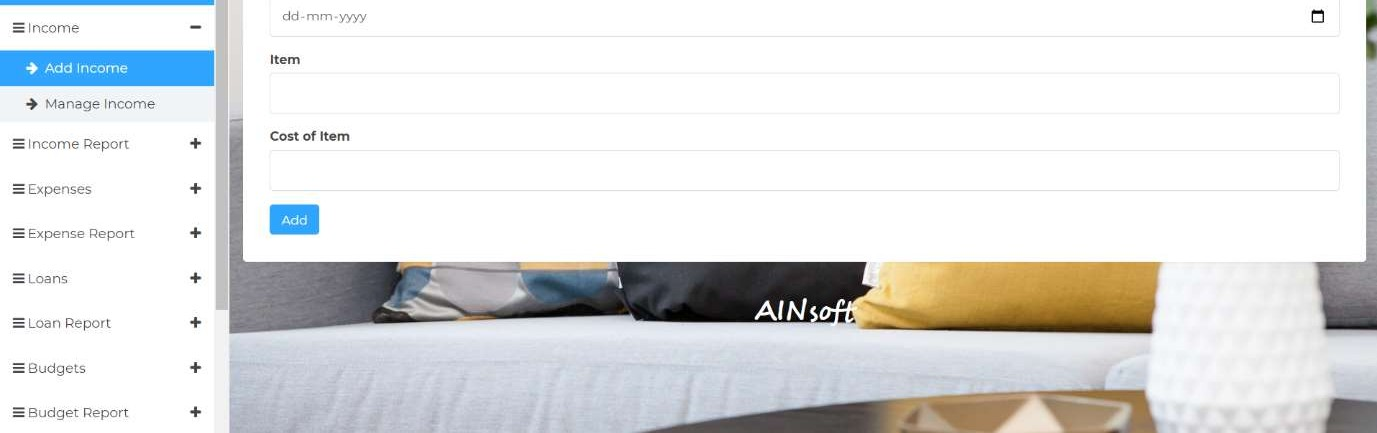 Income
Add Income
Manage Income
Income Report
Expenses
Expense Report
Loans
Loan Report
Budgets
Budget Report
dd-mm-yyyy
Item
Cost of Item
Add
AINsoft